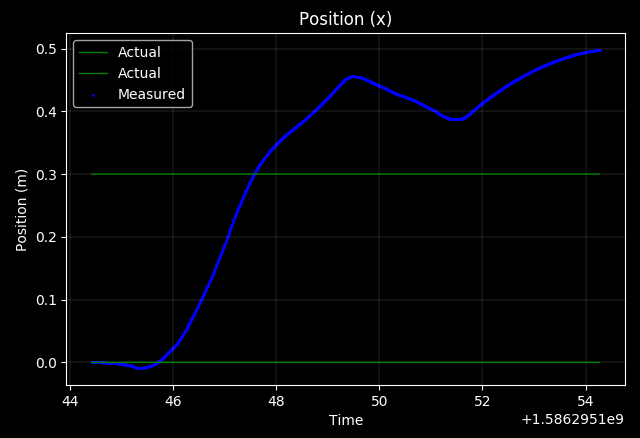 Position (x)
Actual
Actual
Measured
Position (m)
0.5
0.4
0.3
0.2
0.1
0.0
44 46 48 50 52 54
Time
+1.5862951e9